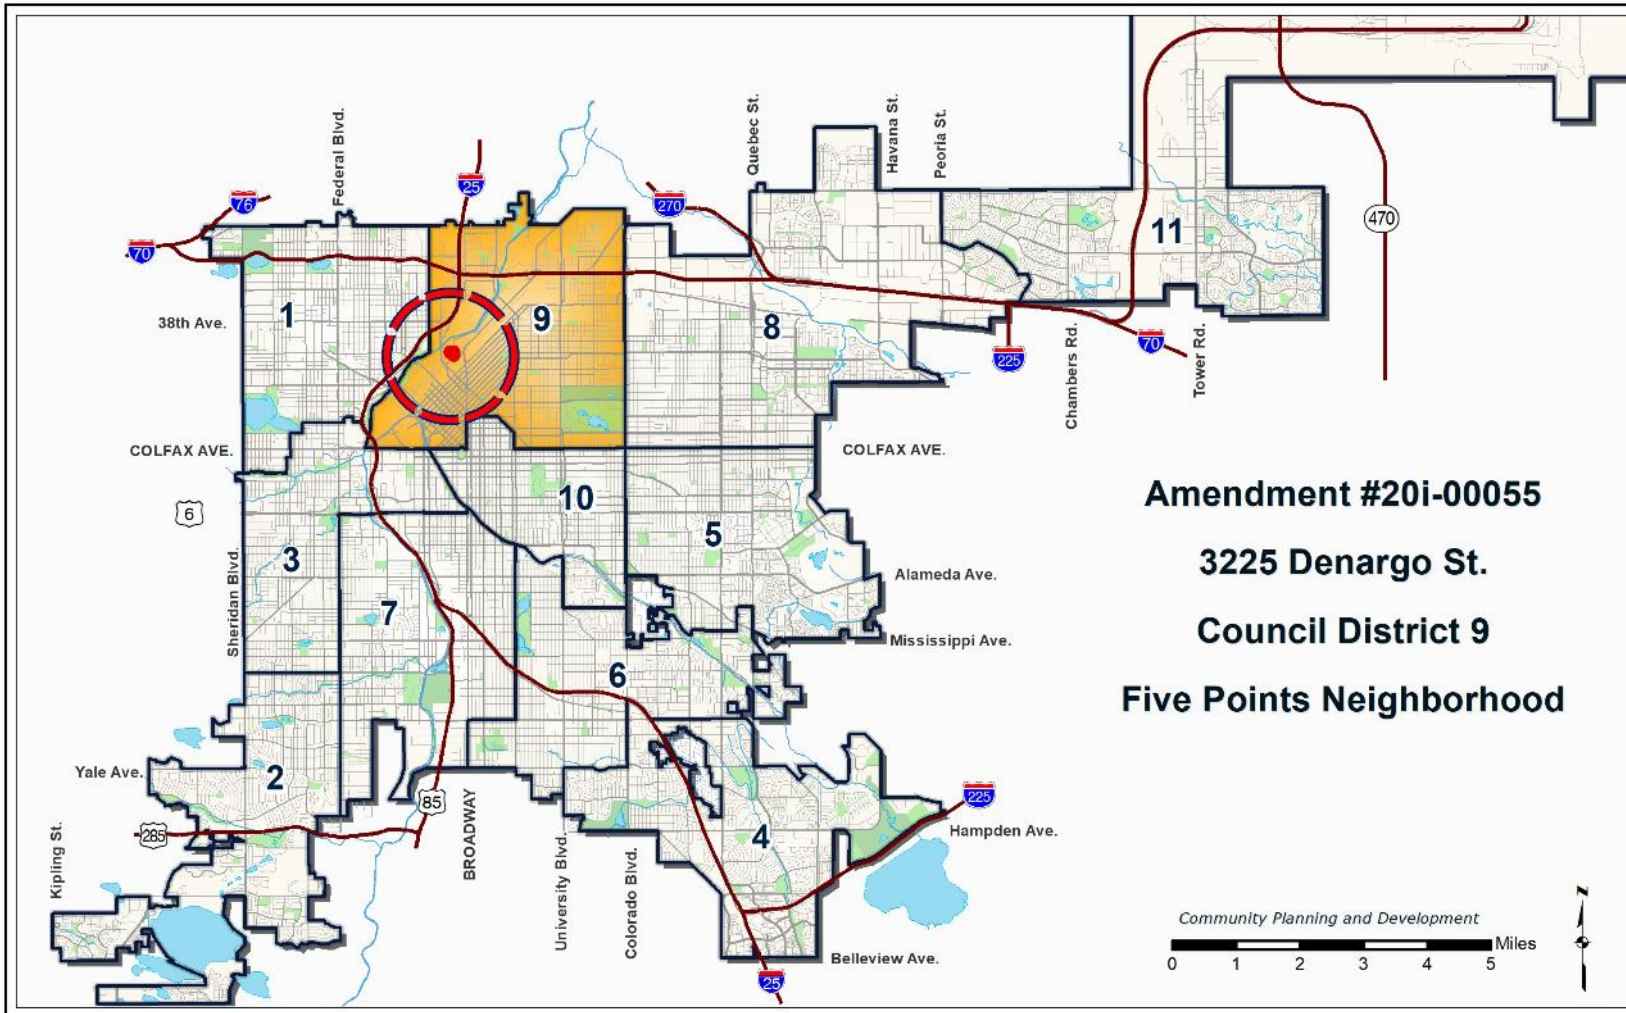 Federal Blvd.
25
76
70
270
Quebec St.
Havana St.
Peoria St.
470
11
1
38th Ave.
9
8
225
Chambers Rd.
70
Tower Rd.
COLFAX AVE.
COLFAX AVE.
6
10
5
3
Sheridan Blvd.
7
Alameda Ave.
Mississippi Ave.
6
Yale Ave.
2
85
285
Kipling St.
BROADWAY
University Blvd.
Colorado Blvd.
4
225
Hampden Ave.
Belleview Ave.
25
Amendment #20i-00055
3225 Denargo St.
Council District 9
Five Points Neighborhood
Community Planning and Development
Miles
0 1 2 3 4 5
N